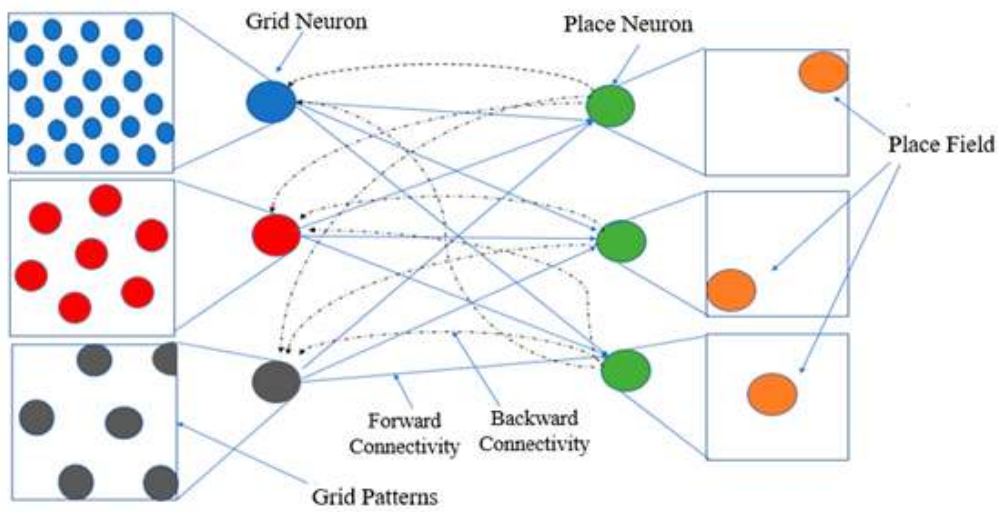 Grid Neuron
Place Neuron
Place Field
Forward
Connectivity
Backward
Connectivity
Grid Patterns